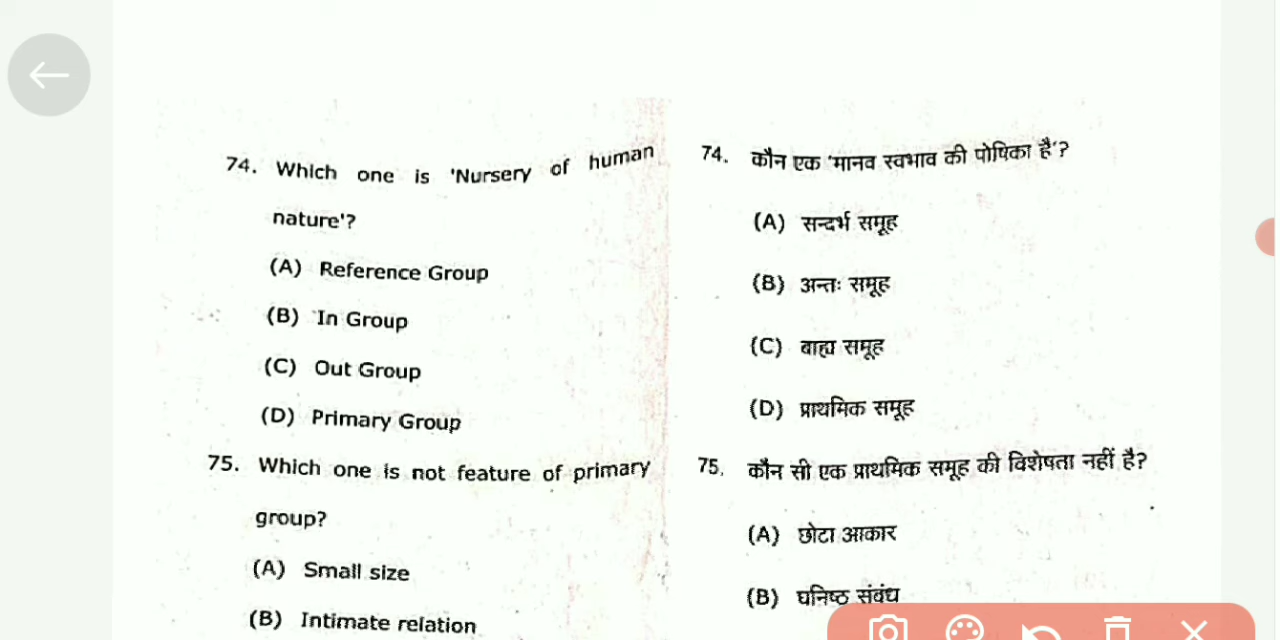 74. Which one is 'Nursery of human
nature'?
(A) Reference Group
(B) In Group
(C) Out Group
(D) Primary Group
75. Which one is not feature of primary
group?
(A) Small size
(B) Intimate relation
74. कौन एक 'मानव स्वभाव की पोषिका है'?
(A) सन्दर्भ समूह
(B) अन्तः समूह
(C) बाह्य समूह
(D) प्राथमिक समूह
75. कौन सी एक प्राथमिक समूह की विशेषता नहीं है?
(A) छोटा आकार
(B) घनिष्ठ संबंध